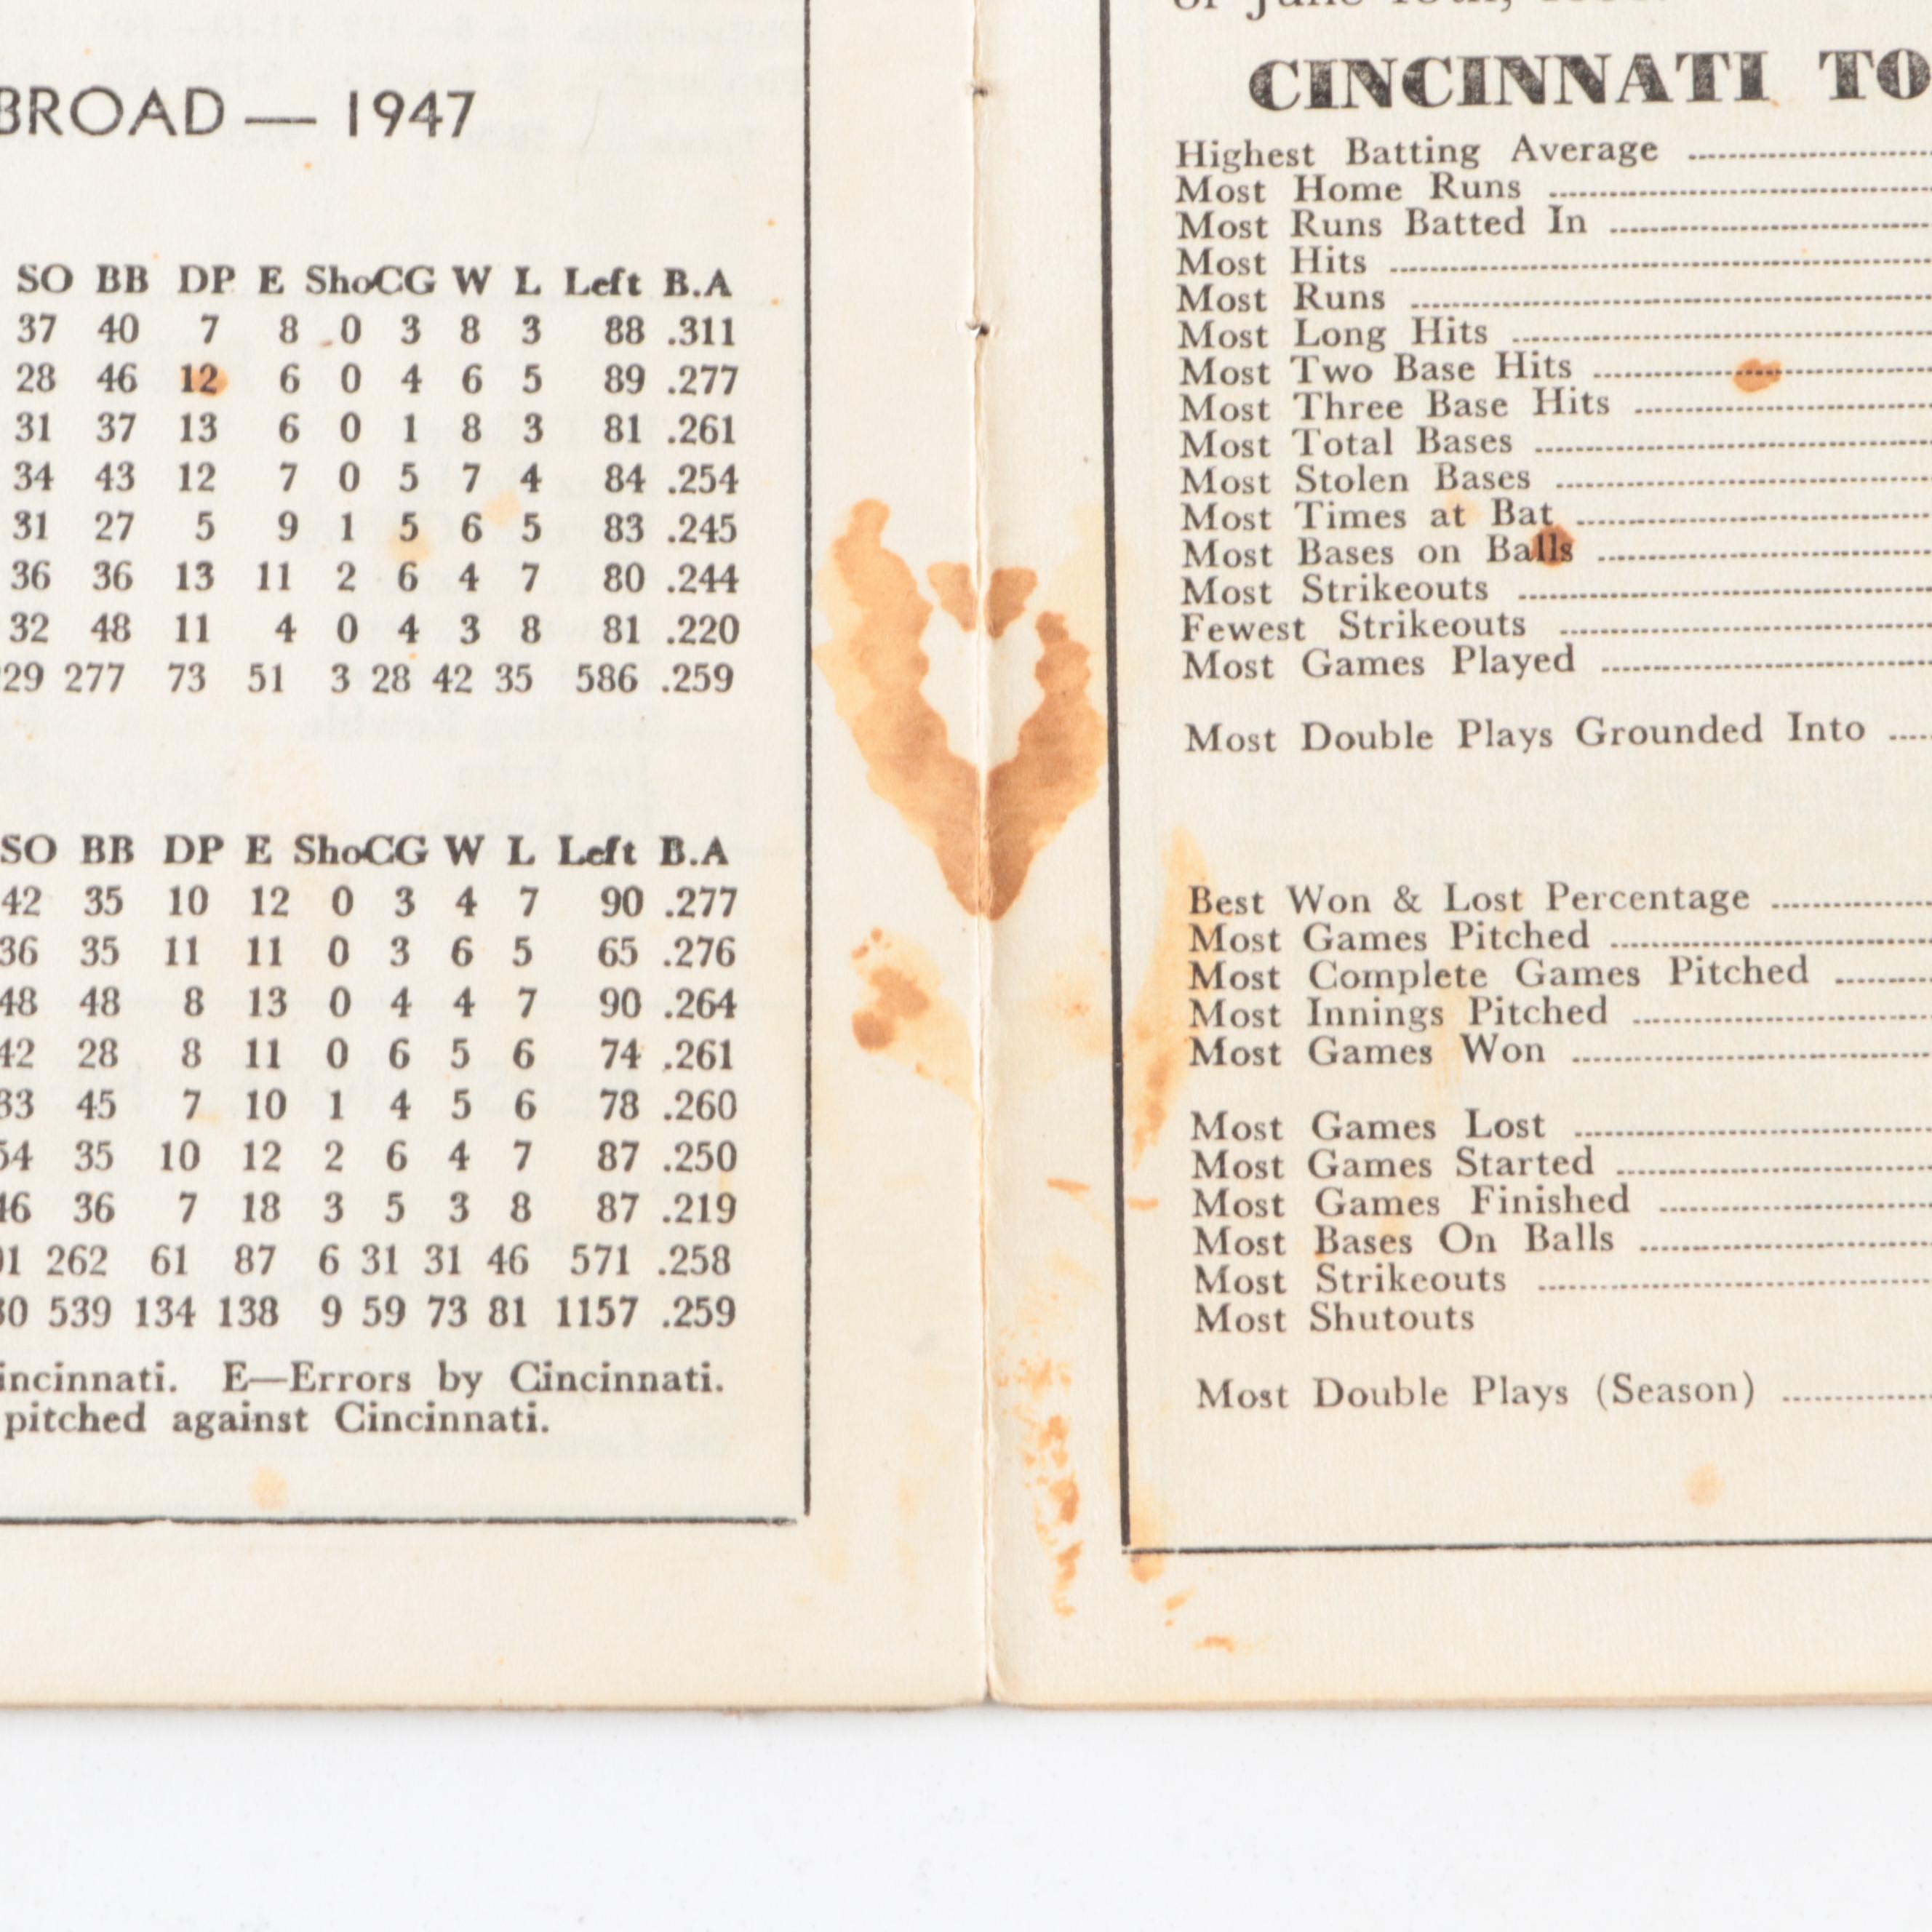 BROAD — 1947
SO BB DP E ShoCG W L Left B.A
37 40 7 8 0 3 8 3 88 .311
28 46 12 6 0 4 6 5 89 .277
31 37 13 6 0 1 8 3 81 .261
34 43 12 7 0 5 7 4 84 .254
31 27 5 9 1 5 6 5 83 .245
36 36 13 11 2 6 4 7 80 .244
32 48 11 4 0 4 3 8 81 .220
29 277 73 51 3 28 42 35 586 .259
SO BB DP E ShoCG W L Left B.A
42 35 10 12 0 3 4 7 90 .277
36 35 11 11 0 3 6 5 65 .276
48 48 8 13 0 4 4 7 90 .264
42 28 8 11 0 6 5 6 74 .261
33 45 7 10 1 4 5 6 78 .260
54 35 10 12 2 6 4 7 87 .250
46 36 7 18 3 5 3 8 87 .219
01 262 61 87 6 31 31 46 571 .258
30 539 134 138 9 59 73 81 1157 .259
incinnati. E—Errors by Cincinnati.
pitched against Cincinnati.
CINCINNATI TO
Highest Batting Average
Most Home Runs
Most Runs Batted In
Most Hits
Most Runs
Most Long Hits
Most Two Base Hits
Most Three Base Hits
Most Total Bases
Most Stolen Bases
Most Times at Bat
Most Bases on Balls
Most Strikeouts
Fewest Strikeouts
Most Games Played
Most Double Plays Grounded Into
Best Won & Lost Percentage
Most Games Pitched
Most Complete Games Pitched
Most Innings Pitched
Most Games Won
Most Games Lost
Most Games Started
Most Games Finished
Most Bases On Balls
Most Strikeouts
Most Shutouts
Most Double Plays (Season)